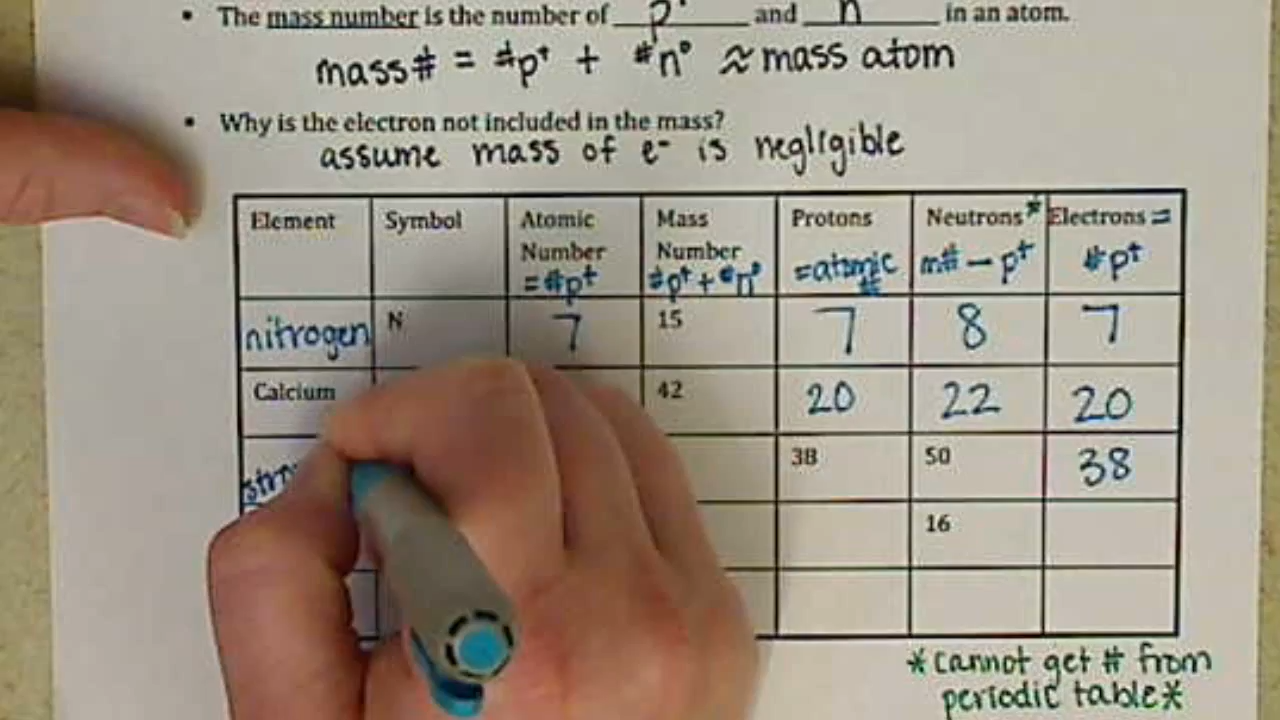 • The mass number is the number of p+ and n in an atom.
mass# = #p+ + #n° ≈ mass atom
• Why is the electron not included in the mass?
assume mass of e- is negligible
Element Symbol Atomic Number =#p+ Mass Number #p+ + #n° Protons =atomic # Neutrons* m# - p+ Electrons = #p+
nitrogen N 7 15 7 8 7
Calcium 42 20 22 20
38 50 38
16
*cannot get # from
periodic table*